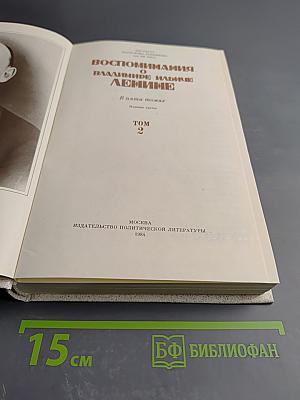 ВОСПОМИНАНИЯ
О
ВЛАДИМИРЕ ИЛЬИЧЕ
ЛЕНИНЕ
В пяти томах
ТОМ
2
МОСКВА
ИЗДАТЕЛЬСТВО ПОЛИТИЧЕСКОЙ ЛИТЕРАТУРЫ
1984
15 см
БФ БИБЛИОФАН